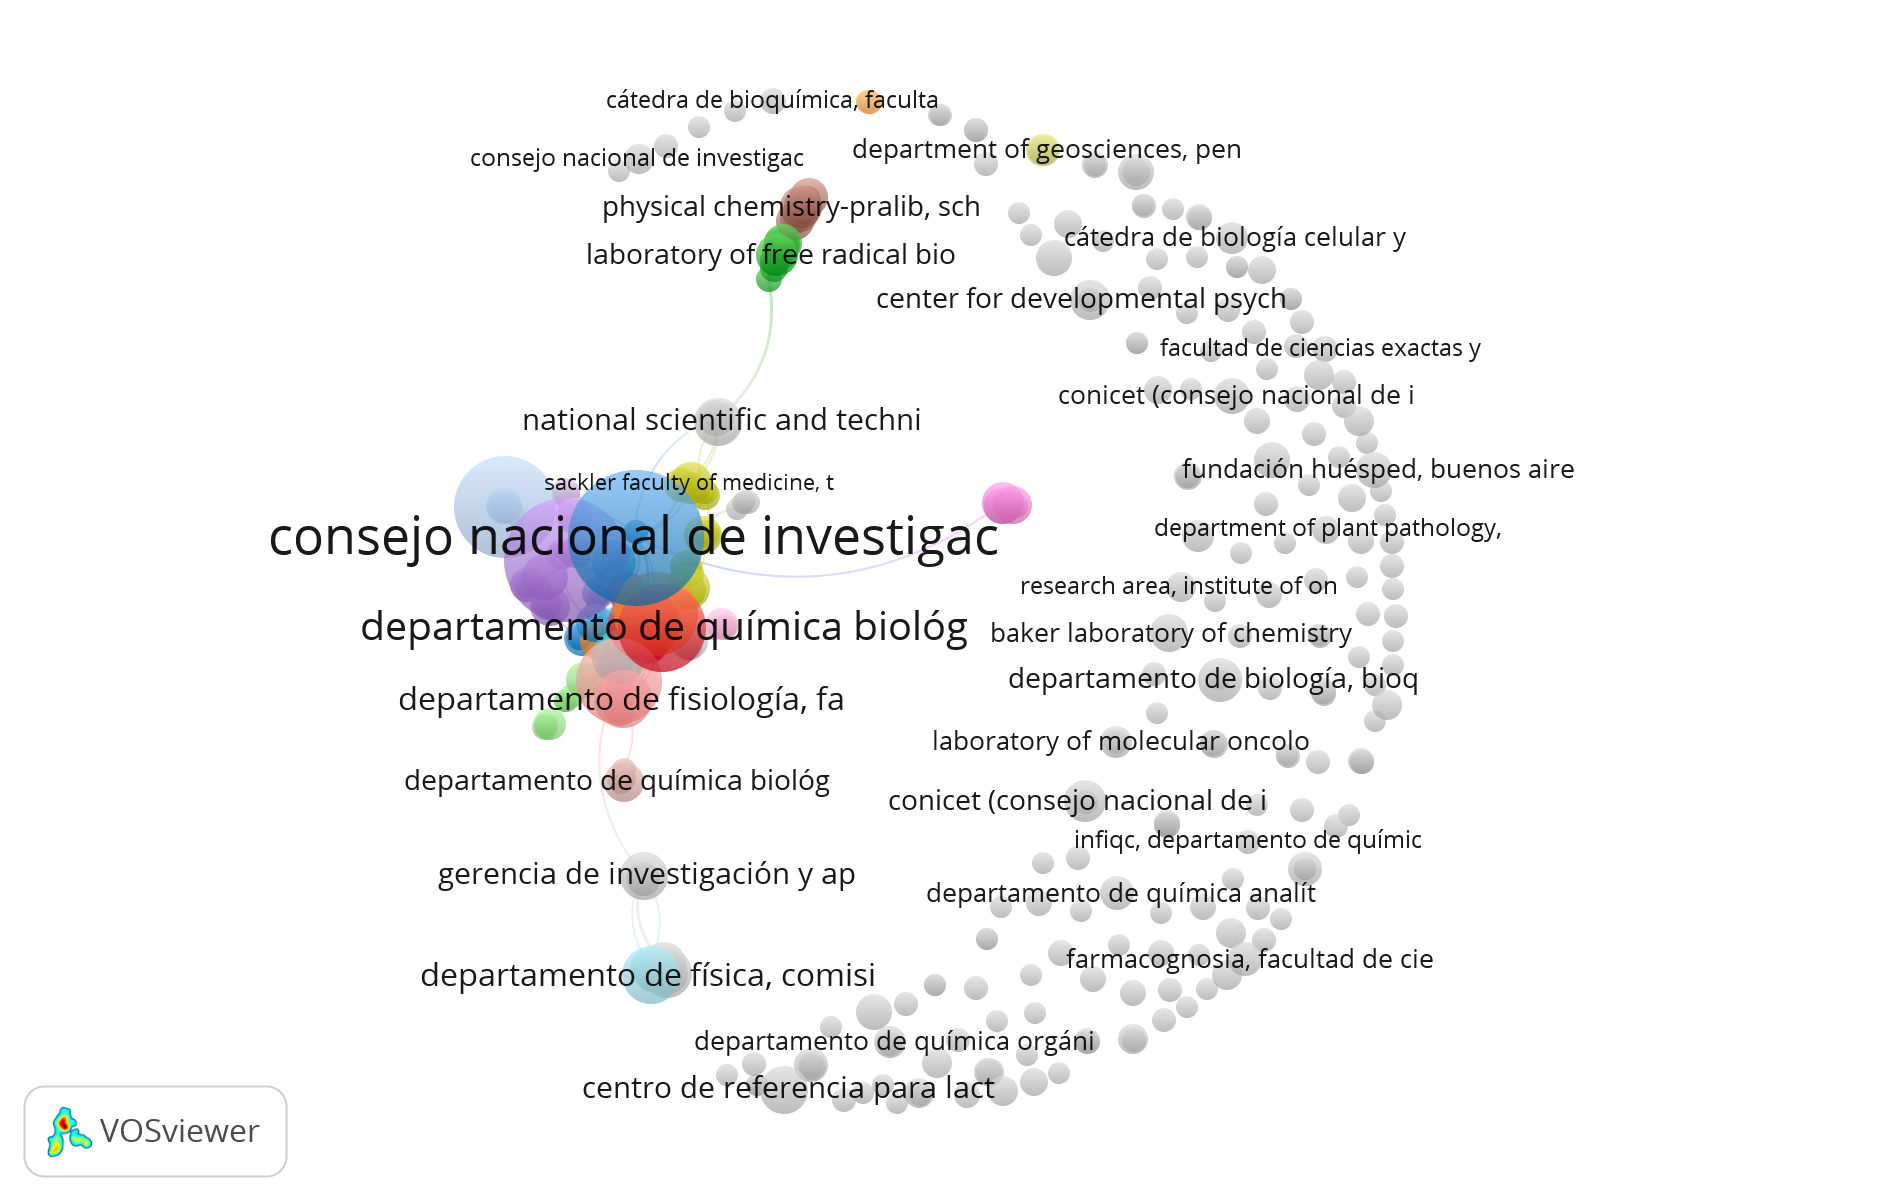 cátedra de bioquímica, faculta
department of geosciences, pen
consejo nacional de investigac
physical chemistry-pralib, sch
cátedra de biología celular y
laboratory of free radical bio
center for developmental psych
facultad de ciencias exactas y
conicet (consejo nacional de i
national scientific and techni
fundación huésped, buenos aire
sackler faculty of medicine, t
department of plant pathology,
consejo nacional de investigac
research area, institute of on
departamento de química biológ
baker laboratory of chemistry
departamento de biología, bioq
departamento de fisiología, fa
laboratory of molecular oncolo
departamento de química biológ
conicet (consejo nacional de i
infiqc, departamento de químic
gerencia de investigación y ap
departamento de química analít
farmacognosia, facultad de cie
departamento de física, comisi
departamento de química orgáni
centro de referencia para lact
VOSviewer